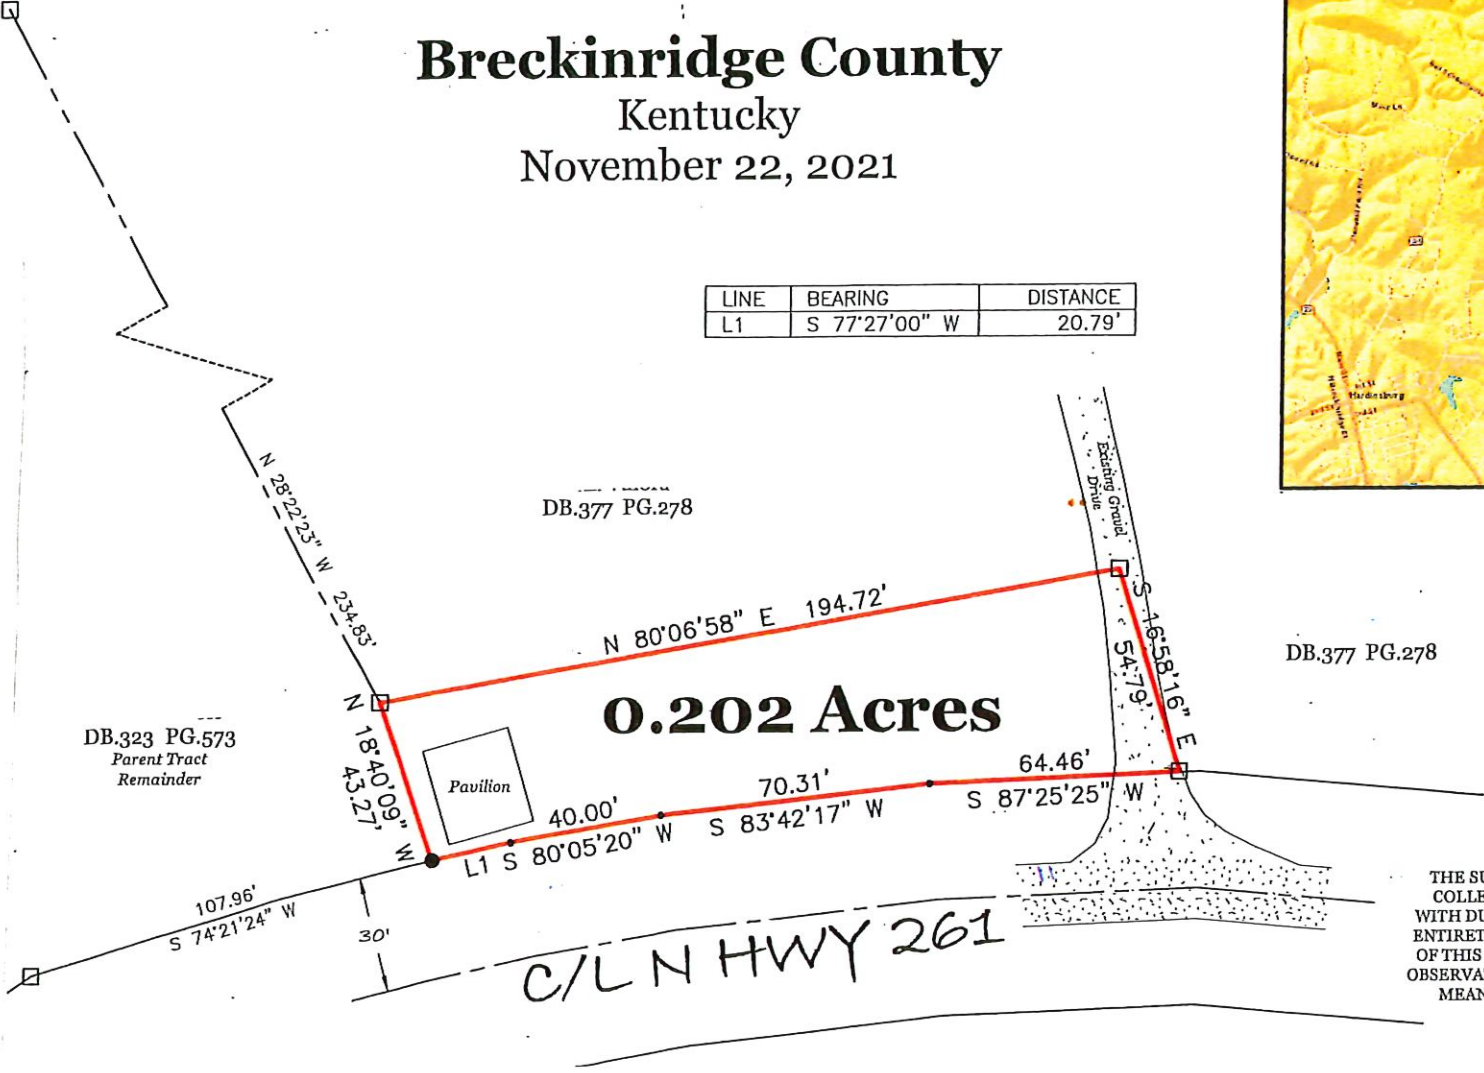 Breckinridge County
Kentucky
November 22, 2021
LINE BEARING DISTANCE
L1 S 77°27'00" W 20.79'
Hardinsburg
Existing Gravel
Drive
N 28°22'23" W 234.83'
DB.377 PG.278
N 80°06'58" E 194.72'
S 16°58'16" E
54.79'
DB.377 PG.278
0.202 Acres
DB.323 PG.573
Parent Tract
Remainder
N 18°40'09" W
43.27'
Pavilion
64.46'
S 87°25'25" W
70.31'
S 83°42'17" W
40.00'
L1 S 80°05'20" W
107.96'
S 74°21'24" W
30'
C/L N HWY 261
THE SU
COLLE
WITH DU
ENTIRET
OF THIS
OBSERVA
MEAN